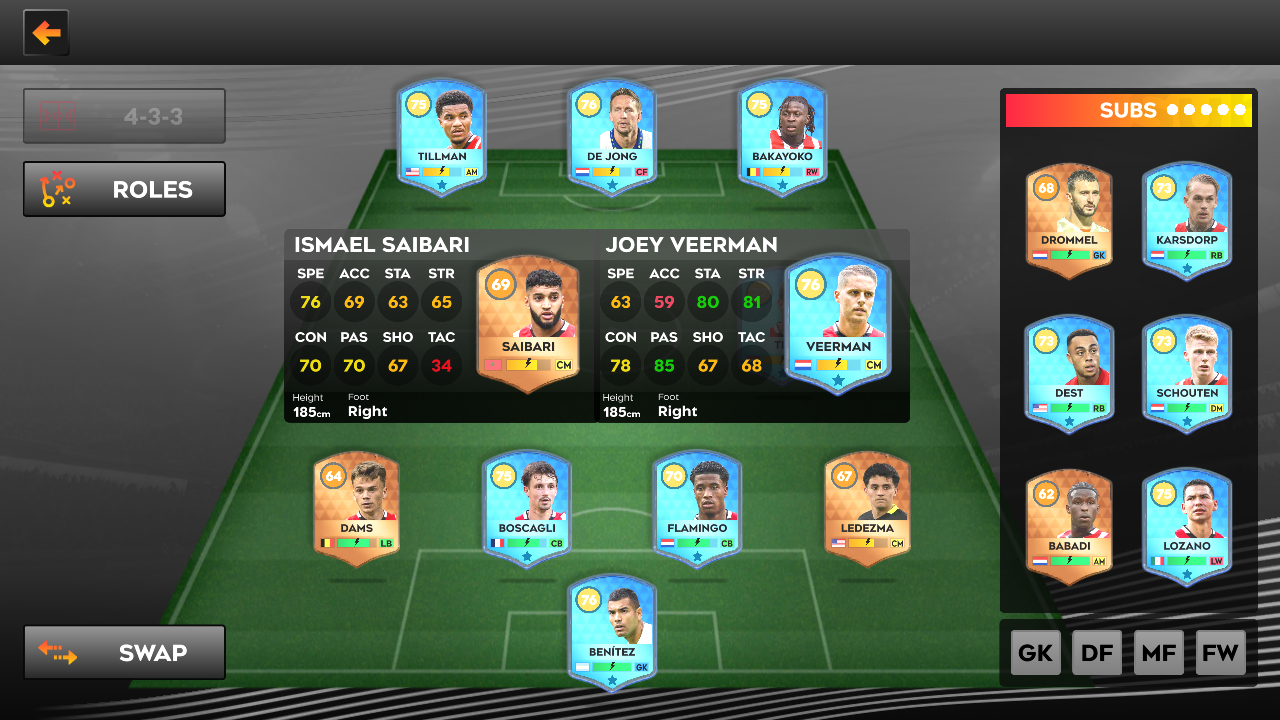 4-3-3
ROLES
75
TILLMAN
AM
76
DE JONG
CF
75
BAKAYOKO
RW
SUBS
68
DROMMEL
GK
73
KARSDORP
RB
ISMAEL SAIBARI
SPE ACC STA STR
76 69 63 65
CON PAS SHO TAC
70 70 67 34
Height Foot
185cm Right
69
SAIBARI
CM
JOEY VEERMAN
SPE ACC STA STR
63 59 80 81
CON PAS SHO TAC
78 85 67 68
Height Foot
185cm Right
76
VEERMAN
CM
73
DEST
RB
73
SCHOUTEN
DM
64
DAMS
LB
75
BOSCAGLI
CB
70
FLAMINGO
CB
67
LEDEZMA
CM
62
BABADI
AM
75
LOZANO
LW
76
BENÍTEZ
GK
SWAP
GK DF MF FW